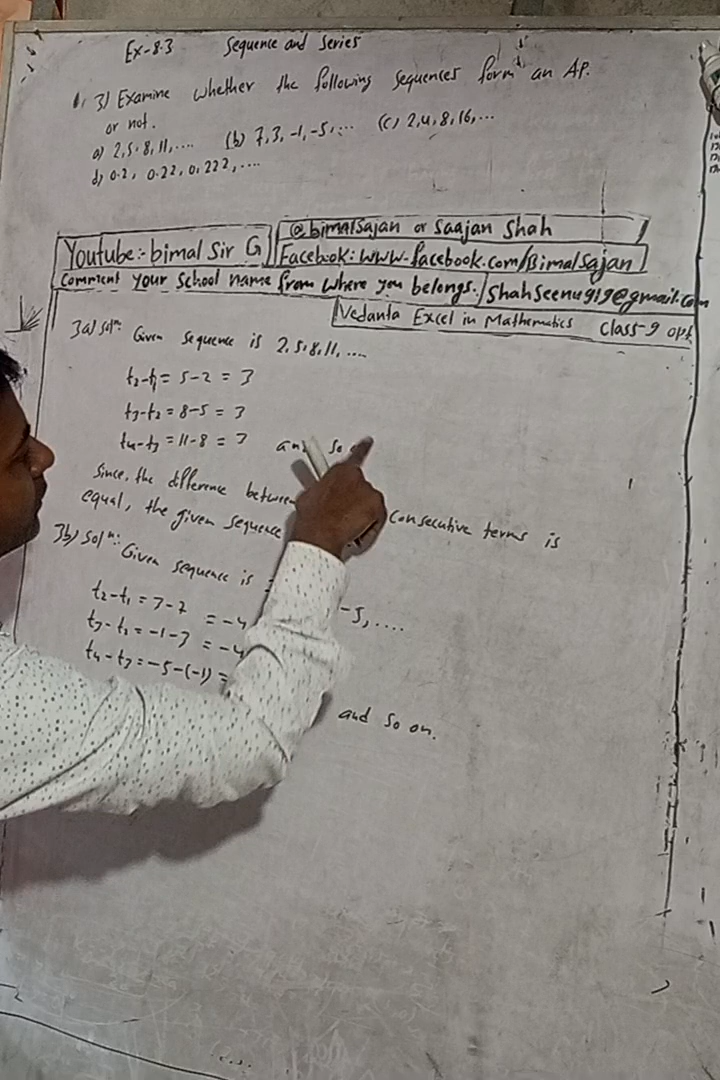 Ex-8.3 Sequence and Series
3) Examine whether the following sequences form an AP.
or not.
a) 2,5,8,11,.... (b) 7,3,-1,-5,... (c) 2,4,8,16,...
d) 0.2, 0.22, 0.222,....
@bimalsajan or Saajan Shah
Youtube:- bimal Sir G
Facebook: www.facebook.com/Bimalsajan
Comment your School name from where you belongs. / Shahseenu919@gmail.com
Vedanta Excel in Mathematics Class-9 opt
3a) Solⁿ: Given Sequence is 2,5,8,11,....
t₂-t₁ = 5-2 = 3
t₃-t₂ = 8-5 = 3
t₄-t₃ = 11-8 = 3 and so
Since, the difference between consecutive terms is
equal, the given sequence
3b) Solⁿ: Given sequence is -5,....
t₂-t₁ = 3-7 = -4
t₃-t₂ = -1-3 = -4
t₄-t₃ = -5-(-1) =
and so on.